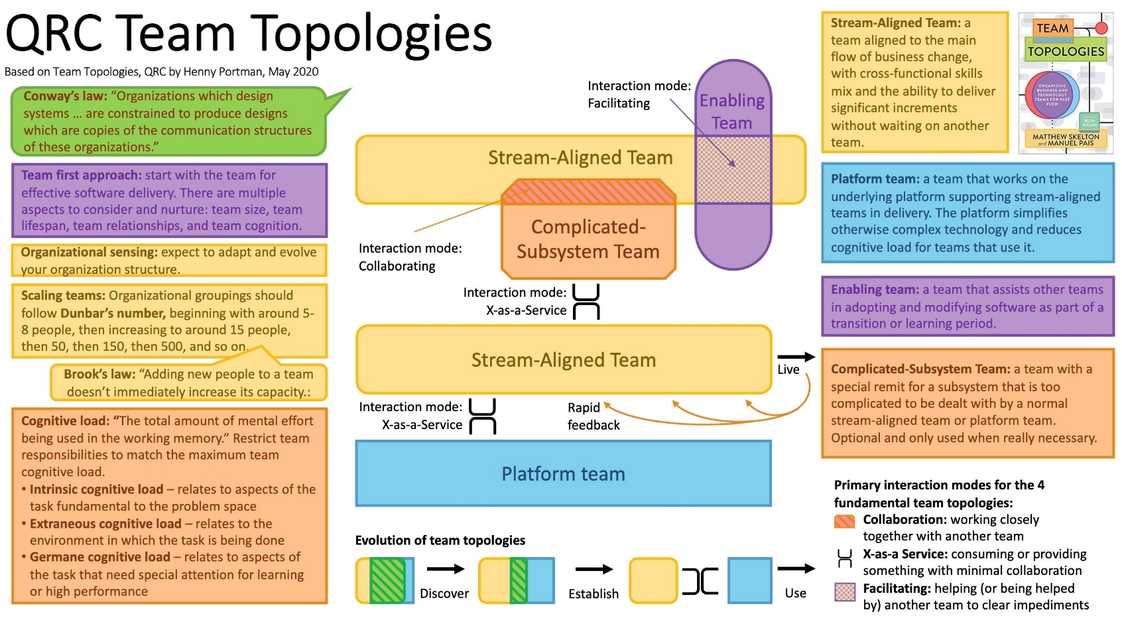 QRC Team Topologies
Based on Team Topologies, QRC by Henny Portman, May 2020
Conway's law: "Organizations which design
systems ... are constrained to produce designs
which are copies of the communication structures
of these organizations."
Team first approach: start with the team for
effective software delivery. There are multiple
aspects to consider and nurture: team size, team
lifespan, team relationships, and team cognition.
Organizational sensing: expect to adapt and evolve
your organization structure.
Scaling teams: Organizational groupings should
follow Dunbar's number, beginning with around 5-
8 people, then increasing to around 15 people,
then 50, then 150, then 500, and so on.
Brook's law: "Adding new people to a team
doesn't immediately increase its capacity.:
Cognitive load: "The total amount of mental effort
being used in the working memory." Restrict team
responsibilities to match the maximum team
cognitive load.
• Intrinsic cognitive load – relates to aspects of the
task fundamental to the problem space
• Extraneous cognitive load – relates to the
environment in which the task is being done
• Germane cognitive load – relates to aspects of
the task that need special attention for learning
or high performance
Interaction mode:
Facilitating
Enabling
Team
Stream-Aligned Team
Complicated-
Subsystem Team
Interaction mode:
Collaborating
Interaction mode:
X-as-a-Service
Stream-Aligned Team
Live
Interaction mode:
X-as-a-Service
Rapid
feedback
Platform team
Evolution of team topologies
Discover
Establish
Use
Stream-Aligned Team: a
team aligned to the main
flow of business change,
with cross-functional skills
mix and the ability to deliver
significant increments
without waiting on another
team.
TEAM
TOPOLOGIES
ORGANIZING
BUSINESS AND
TECHNOLOGY
TEAMS FOR FAST
FLOW
MATTHEW SKELTON
and MANUEL PAIS
Platform team: a team that works on the
underlying platform supporting stream-aligned
teams in delivery. The platform simplifies
otherwise complex technology and reduces
cognitive load for teams that use it.
Enabling team: a team that assists other teams
in adopting and modifying software as part of a
transition or learning period.
Complicated-Subsystem Team: a team with a
special remit for a subsystem that is too
complicated to be dealt with by a normal
stream-aligned team or platform team.
Optional and only used when really necessary.
Primary interaction modes for the 4
fundamental team topologies:
Collaboration: working closely
together with another team
X-as-a Service: consuming or providing
something with minimal collaboration
Facilitating: helping (or being helped
by) another team to clear impediments